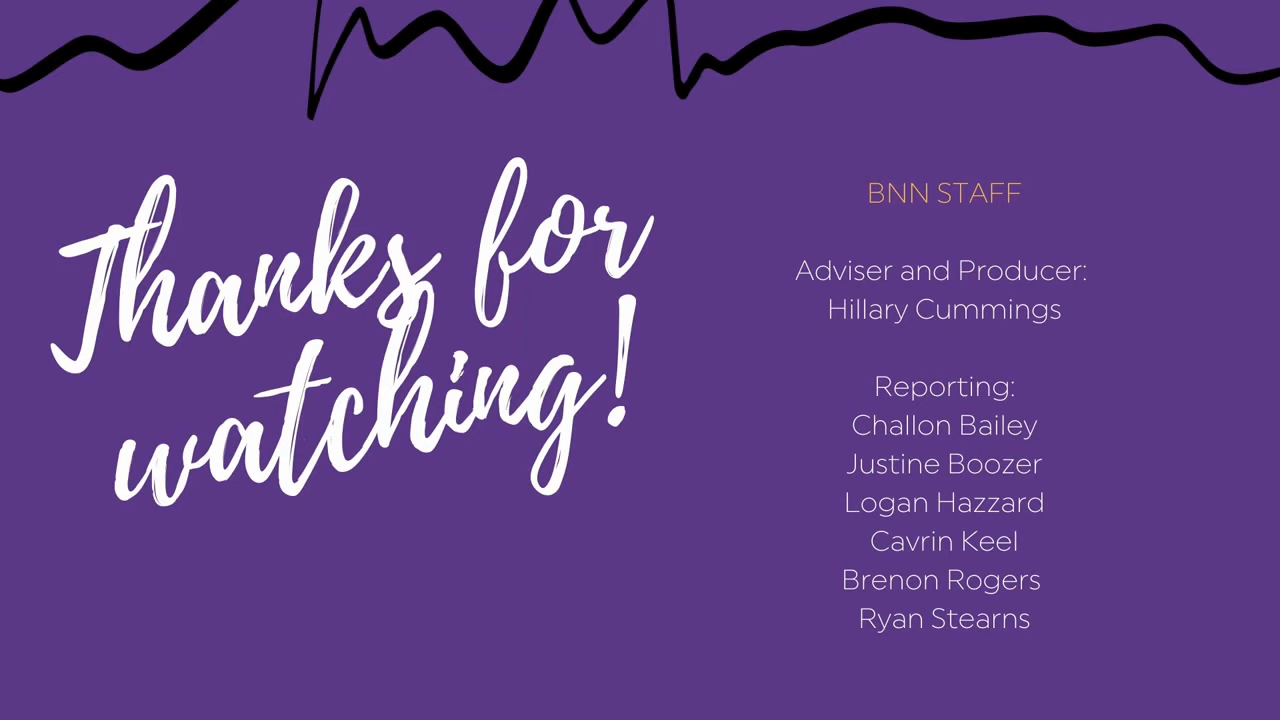 Thanks for
watching!
BNN STAFF
Adviser and Producer:
Hillary Cummings
Reporting:
Challon Bailey
Justine Boozer
Logan Hazzard
Cavrin Keel
Brenon Rogers
Ryan Stearns